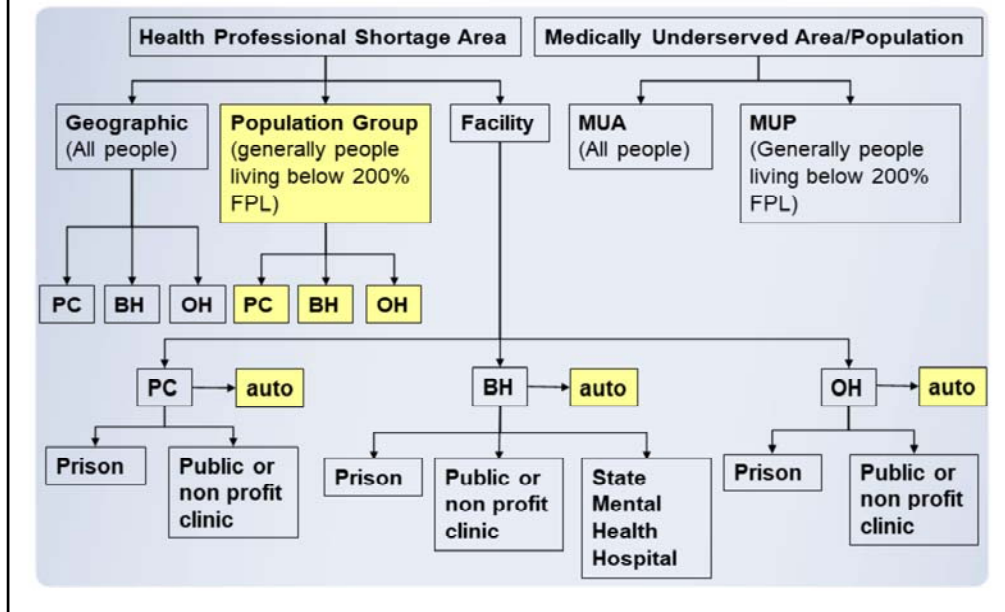 Health Professional Shortage Area
Medically Underserved Area/Population
Geographic
(All people)
Population Group
(generally people
living below 200%
FPL)
Facility
MUA
(All people)
MUP
(Generally people
living below 200%
FPL)
PC
BH
OH
PC
BH
OH
PC
auto
BH
auto
OH
auto
Prison
Public or
non profit
clinic
Prison
Public or
non profit
clinic
State
Mental
Health
Hospital
Prison
Public or
non profit
clinic